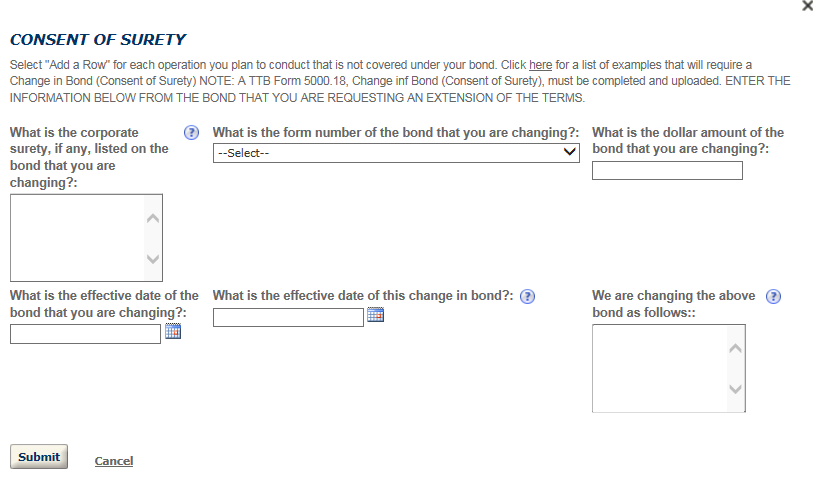 CONSENT OF SURETY
Select "Add a Row" for each operation you plan to conduct that is not covered under your bond. Click here for a list of examples that will require a
Change in Bond (Consent of Surety) NOTE: A TTB Form 5000.18, Change inf Bond (Consent of Surety), must be completed and uploaded. ENTER THE
INFORMATION BELOW FROM THE BOND THAT YOU ARE REQUESTING AN EXTENSION OF THE TERMS.
What is the corporate
surety, if any, listed on the
bond that you are
changing?:
What is the form number of the bond that you are changing?:
--Select--
What is the dollar amount of the
bond that you are changing?:
What is the effective date of the
bond that you are changing?:
What is the effective date of this change in bond?:
We are changing the above
bond as follows::
Submit
Cancel